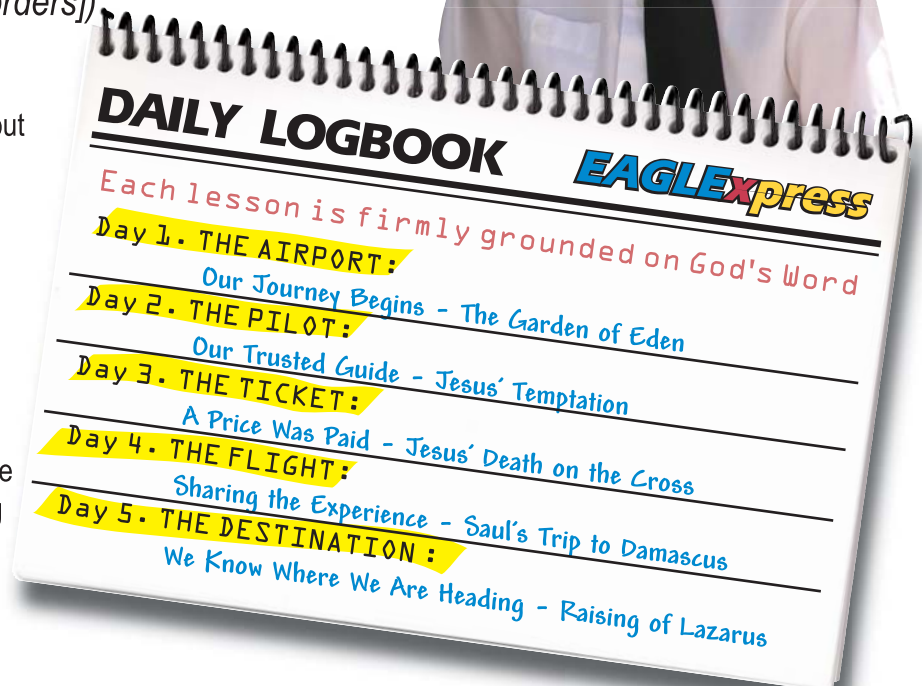 orders])
out
DAILY LOGBOOK
EAGLExpress
Each lesson is firmly grounded on God's Word
Day 1. THE AIRPORT:
Our Journey Begins - The Garden of Eden
Day 2. THE PILOT:
Our Trusted Guide - Jesus' Temptation
Day 3. THE TICKET:
A Price Was Paid - Jesus' Death on the Cross
Day 4. THE FLIGHT:
Sharing the Experience - Saul's Trip to Damascus
Day 5. THE DESTINATION :
We Know Where We Are Heading - Raising of Lazarus